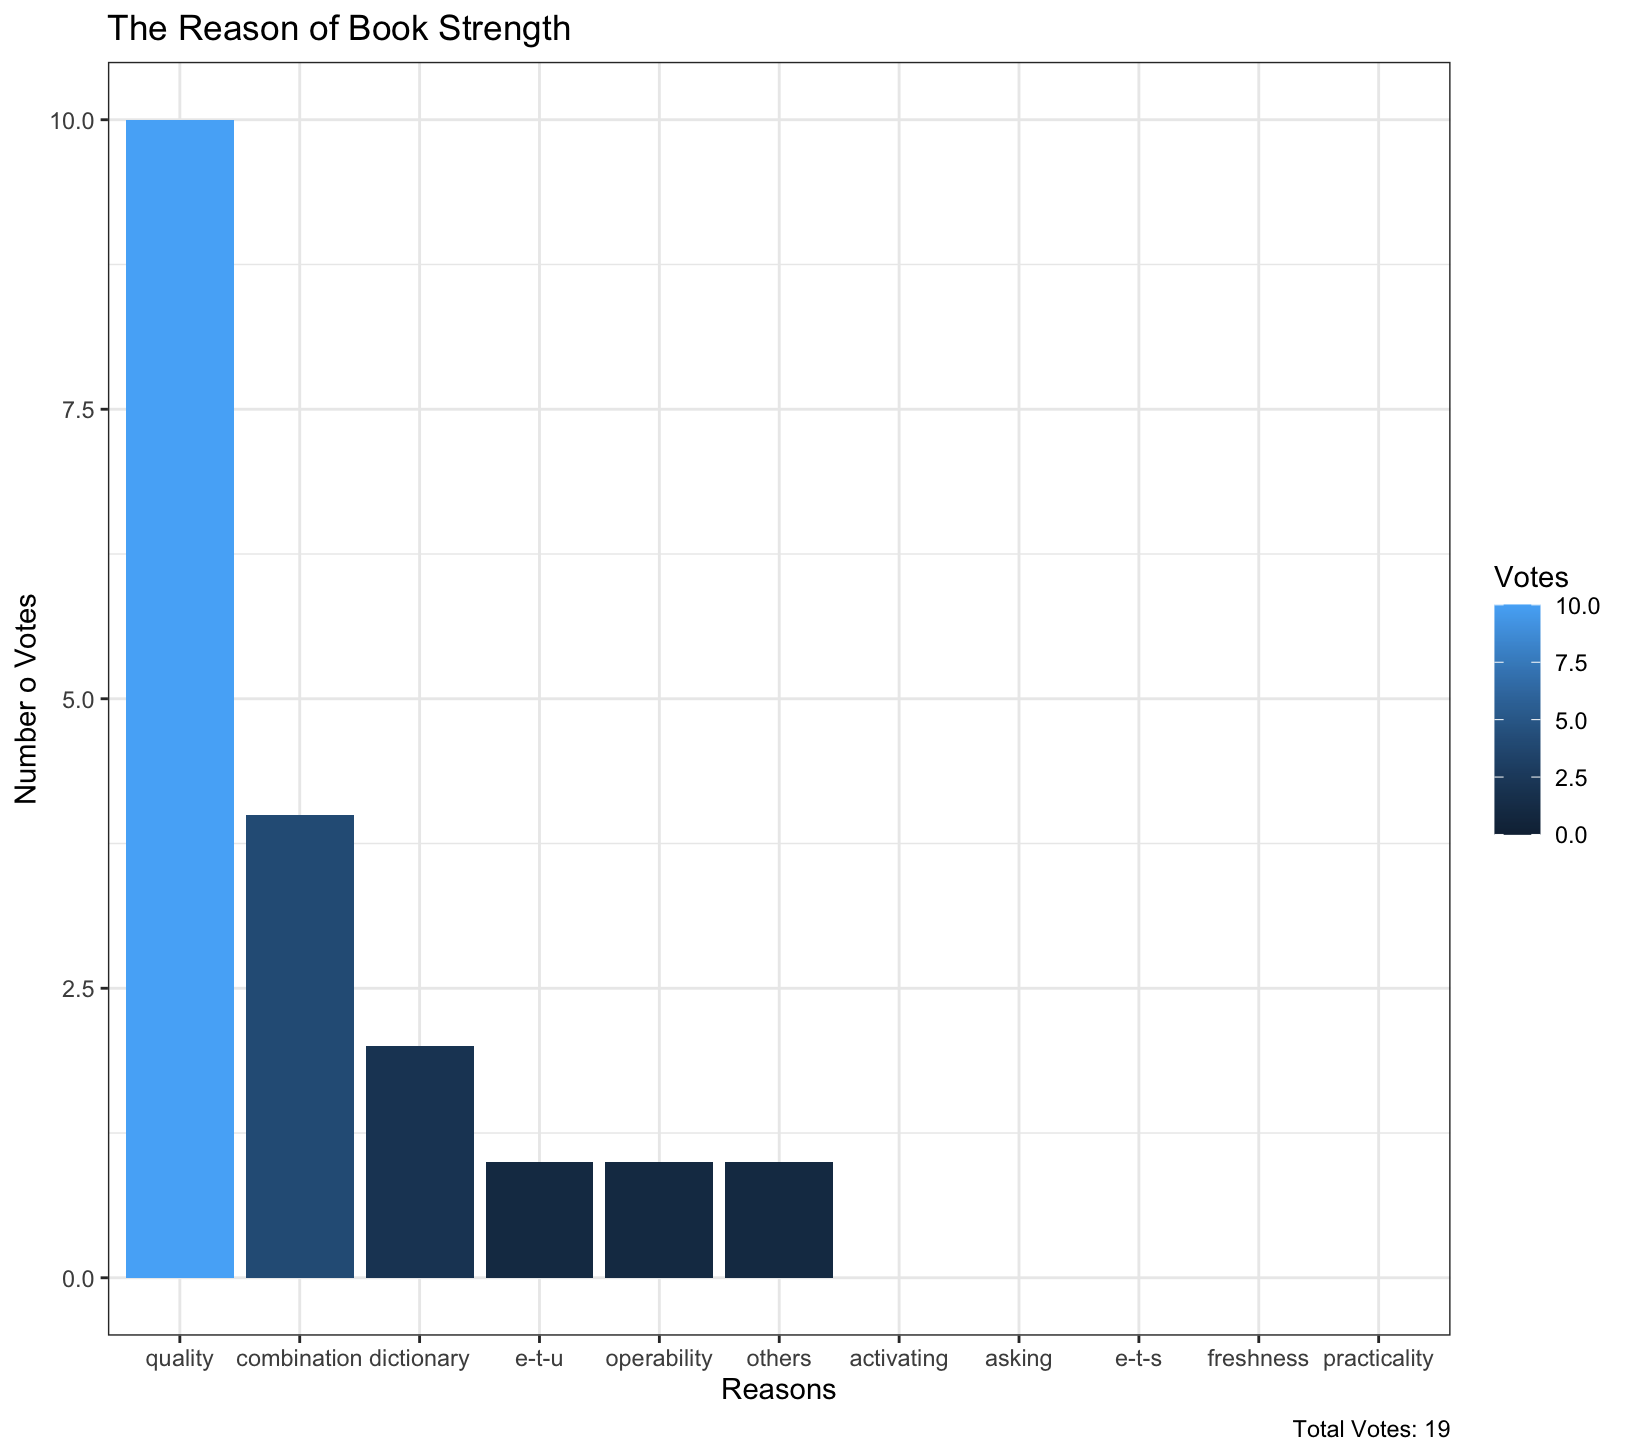 The Reason of Book Strength
Number o Votes
10.0
7.5
5.0
2.5
0.0
quality combination dictionary e-t-u operability others activating asking e-t-s freshness practicality
Reasons
Total Votes: 19
Votes
10.0
7.5
5.0
2.5
0.0